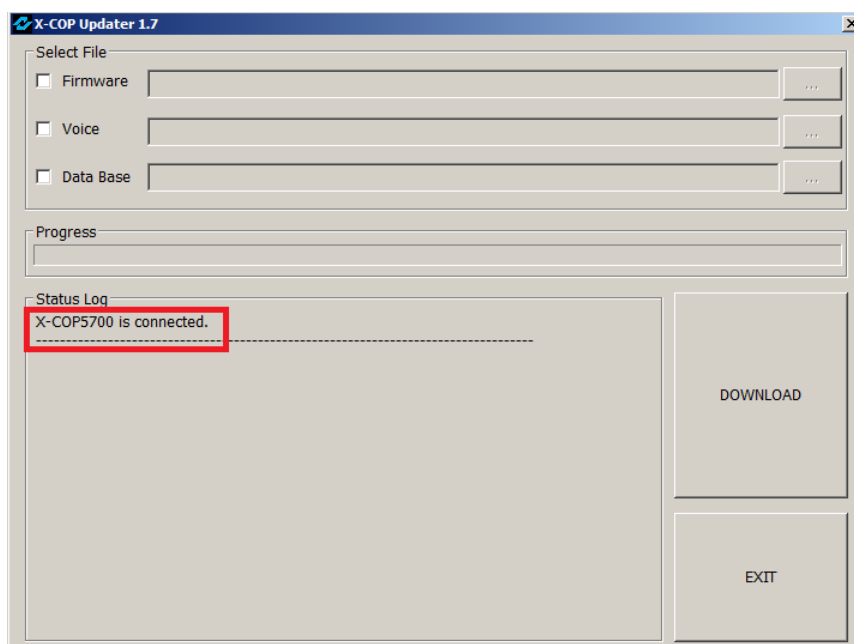 X-COP Updater 1.7
Select File
Firmware
...
Voice
...
Data Base
...
Progress
Status Log
X-COP5700 is connected.
--------------------------------------------------------------------------------
DOWNLOAD
EXIT